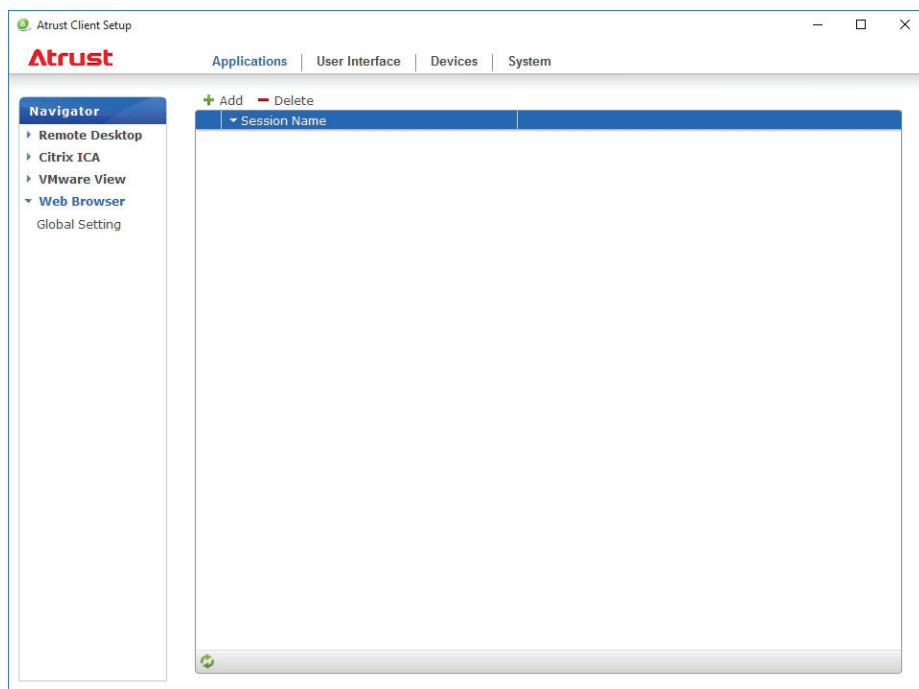 Atrust Client Setup
Atrust
Applications | User Interface | Devices | System
Navigator
Remote Desktop
Citrix ICA
VMware View
Web Browser
Global Setting
Add Delete
Session Name